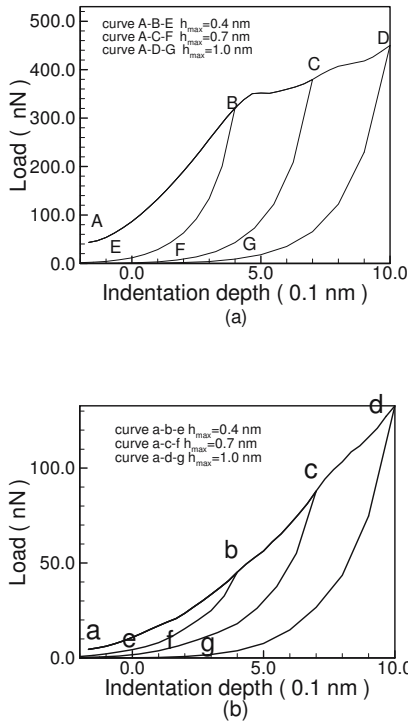 500.0
curve A-B-E h_max=0.4 nm
curve A-C-F h_max=0.7 nm
curve A-D-G h_max=1.0 nm
D
400.0
C
B
300.0
Load ( nN)
200.0
100.0
A
E
F
G
0.0
0.0 5.0 10.0
Indentation depth ( 0.1 nm )
(a)
curve a-b-e h_max=0.4 nm
curve a-c-f h_max=0.7 nm
curve a-d-g h_max=1.0 nm
d
100.0
c
Load ( nN)
b
50.0
a
e
f
g
0.0
0.0 5.0 10.0
Indentation depth ( 0.1 nm )
(b)